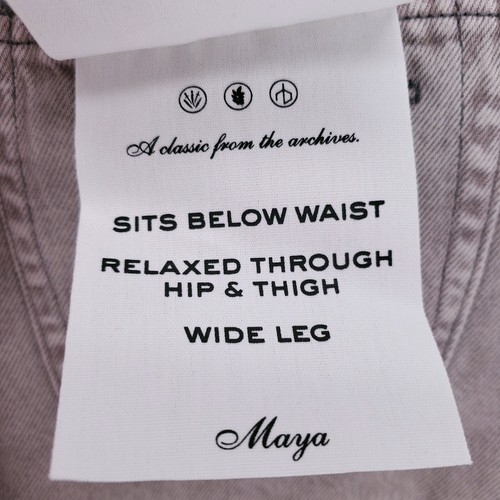 A classic from the archives.
SITS BELOW WAIST
RELAXED THROUGH
HIP & THIGH
WIDE LEG
Maya